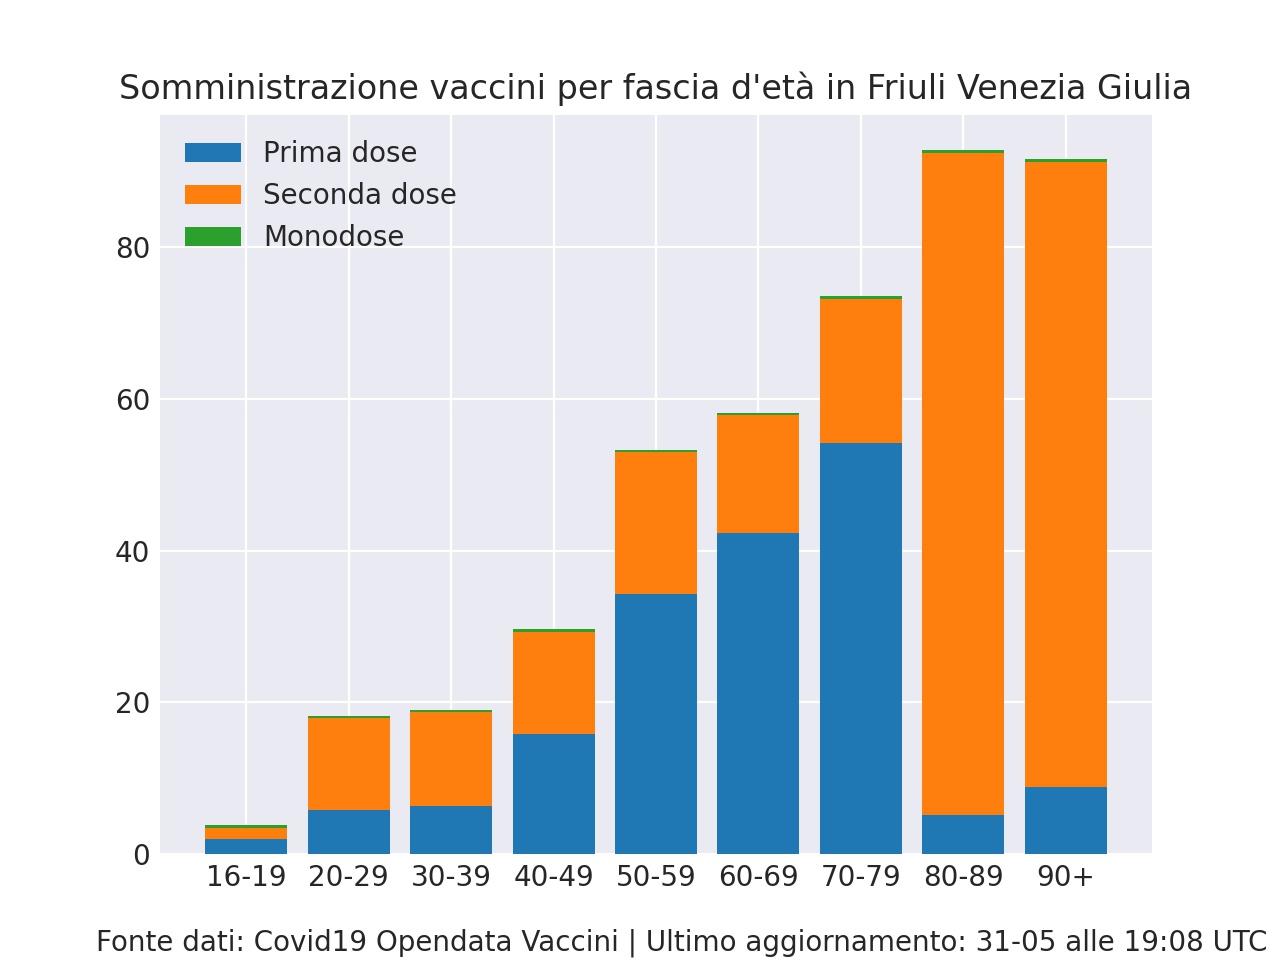 Somministrazione vaccini per fascia d'età in Friuli Venezia Giulia
Prima dose
Seconda dose
Monodose
80
60
40
20
0
16-19 20-29 30-39 40-49 50-59 60-69 70-79 80-89 90+
Fonte dati: Covid19 Opendata Vaccini | Ultimo aggiornamento: 31-05 alle 19:08 UTC